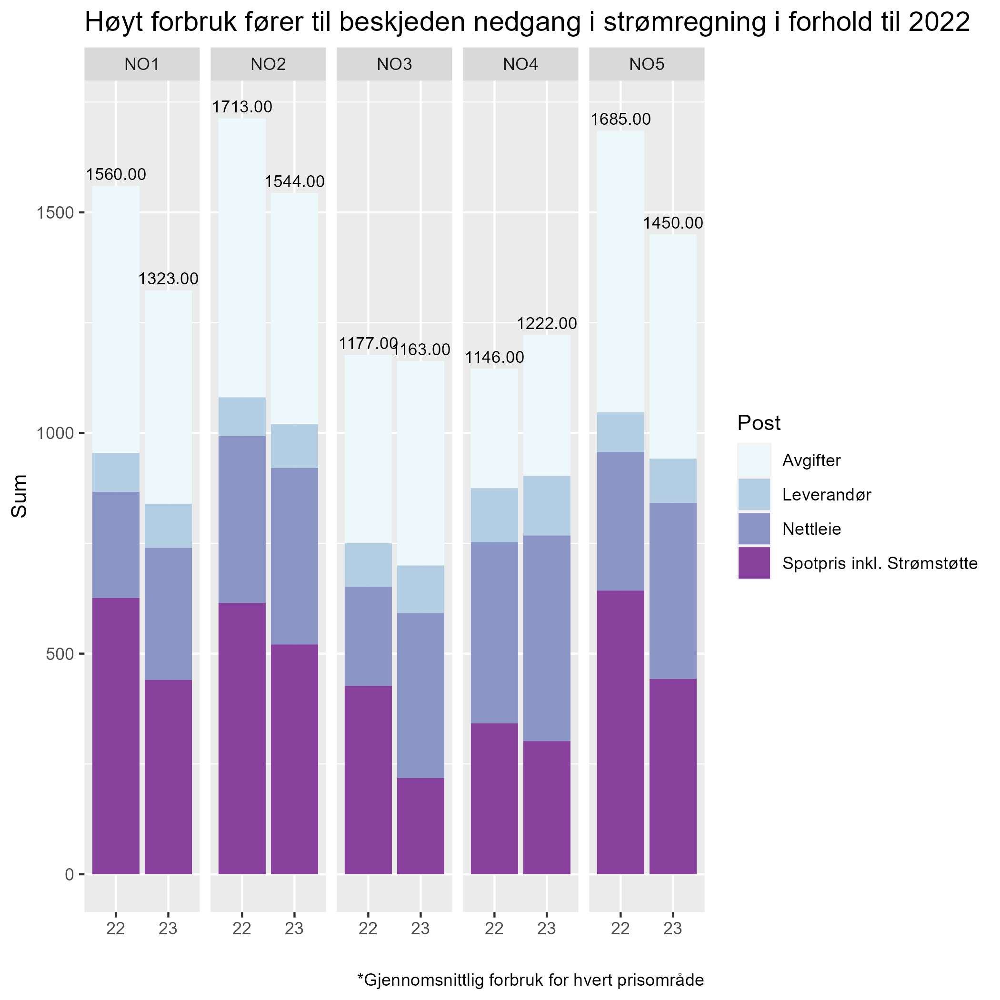 Høyt forbruk fører til beskjeden nedgang i strømregning i forhold til 2022
NO1 NO2 NO3 NO4 NO5
1713.00
1685.00
1560.00
1544.00
1500
1450.00
1323.00
1222.00
1177.00 1163.00
1146.00
1000
500
0
Sum
22 23 22 23 22 23 22 23 22 23
Post
Avgifter
Leverandør
Nettleie
Spotpris inkl. Strømstøtte
*Gjennomsnittlig forbruk for hvert prisområde